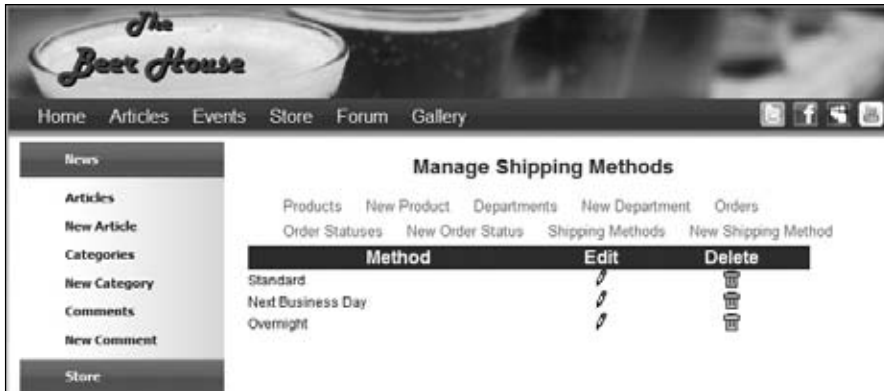 The
Beer House
Home Articles Events Store Forum Gallery
News
Articles
New Article
Categories
New Category
Comments
New Comment
Store
Manage Shipping Methods
Products New Product Departments New Department Orders
Order Statuses New Order Status Shipping Methods New Shipping Method
Method Edit Delete
Standard
Next Business Day
Overnight